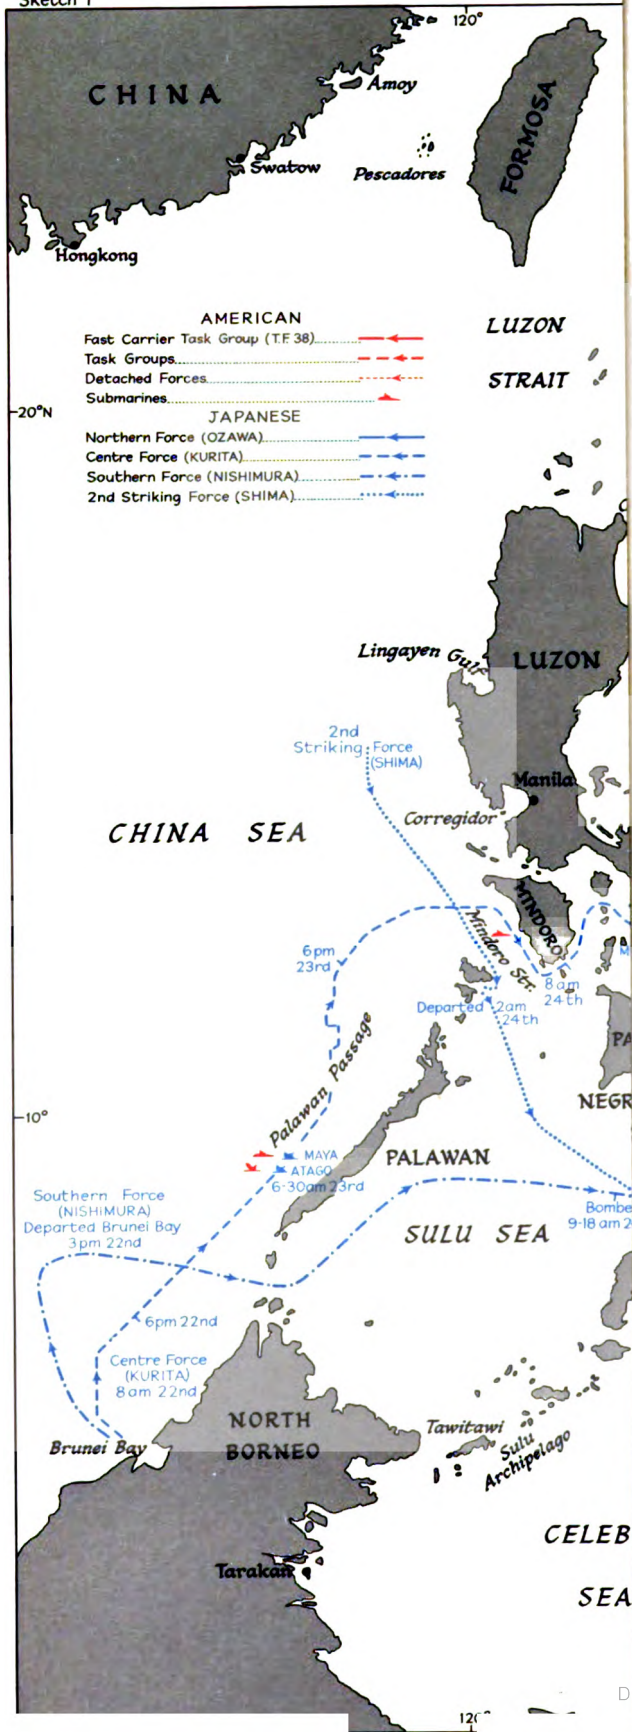 Sketch 1
120°
CHINA
Amoy
FORMOSA
Swatow
Pescadores
Hongkong
AMERICAN
Fast Carrier Task Group (T.F. 38)
Task Groups
Detached Forces
Submarines
JAPANESE
Northern Force (OZAWA)
Centre Force (KURITA)
Southern Force (NISHIMURA)
2nd Striking Force (SHIMA)
LUZON
STRAIT
20°N
Lingayen Gulf
LUZON
2nd
Striking Force
(SHIMA)
Manila
Corregidor
CHINA SEA
MINDORO
Mindoro Str.
6pm
23rd
8am
24th
Departed 2am
24th
M
PA
Palawan Passage
NEGR
10°
MAYA
ATAGO
6-30am 23rd
PALAWAN
Southern Force
(NISHIMURA)
Departed Brunei Bay
3pm 22nd
Bombe
9-18 am 2
SULU SEA
6pm 22nd
Centre Force
(KURITA)
8am 22nd
Brunei Bay
NORTH
BORNEO
Tawitawi
Sulu
Archipelago
CELEB
SEA
Tarakan
D
120°